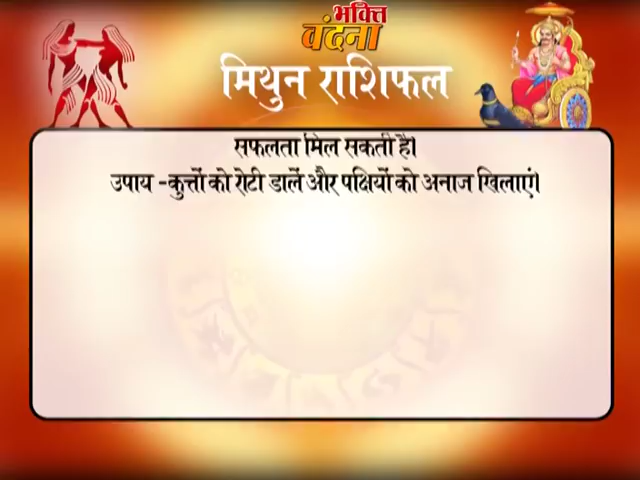 भक्ति
वंदना
मिथुन राशिफल
सफलता मिल सकती है।
उपाय -कुत्तों को रोटी डालें और पक्षियों को अनाज खिलाएं।